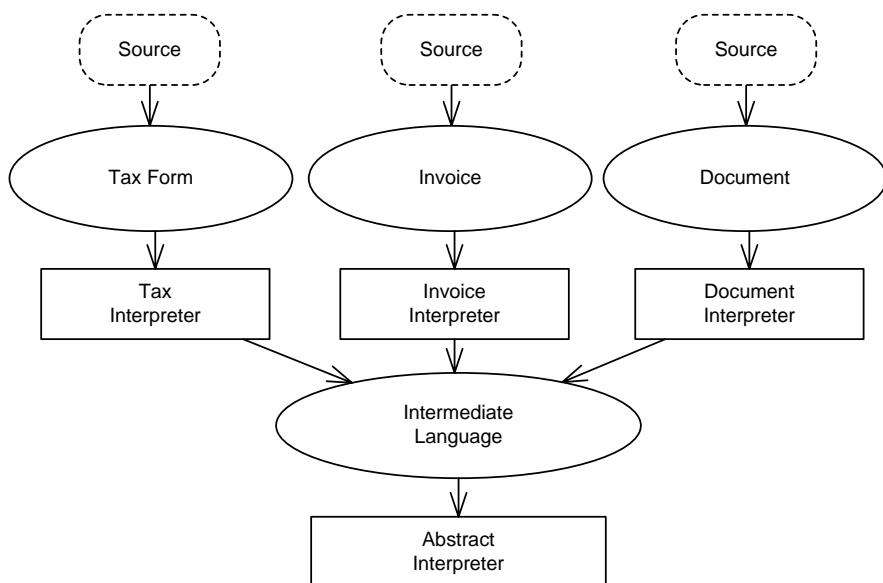 Source
Source
Source
Tax Form
Invoice
Document
Tax
Interpreter
Invoice
Interpreter
Document
Interpreter
Intermediate
Language
Abstract
Interpreter